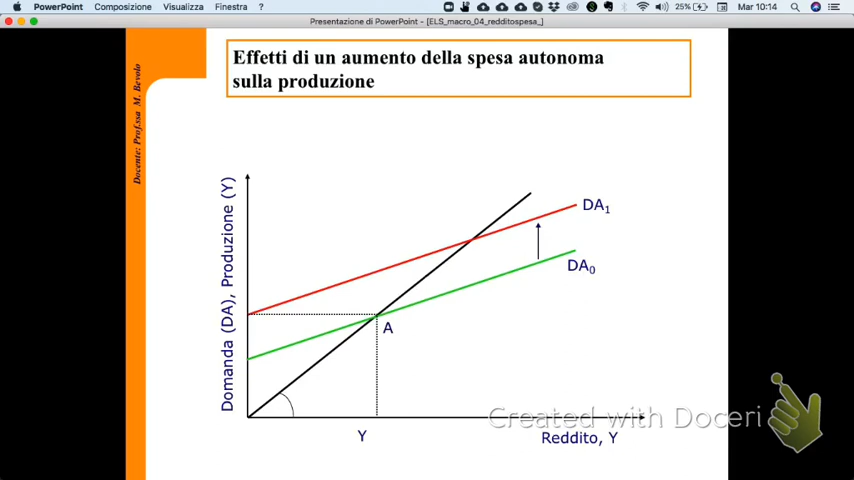 PowerPoint Composizione Visualizza Finestra ? 25% Mar 10:14
Presentazione di PowerPoint - [ELS_macro_04_redditospesa_]
Effetti di un aumento della spesa autonoma
sulla produzione
Docente: Prof.ssa M. Bevolo
Domanda (DA), Produzione (Y)
DA1
DA0
A
Y
Reddito, Y
Created with Doceri